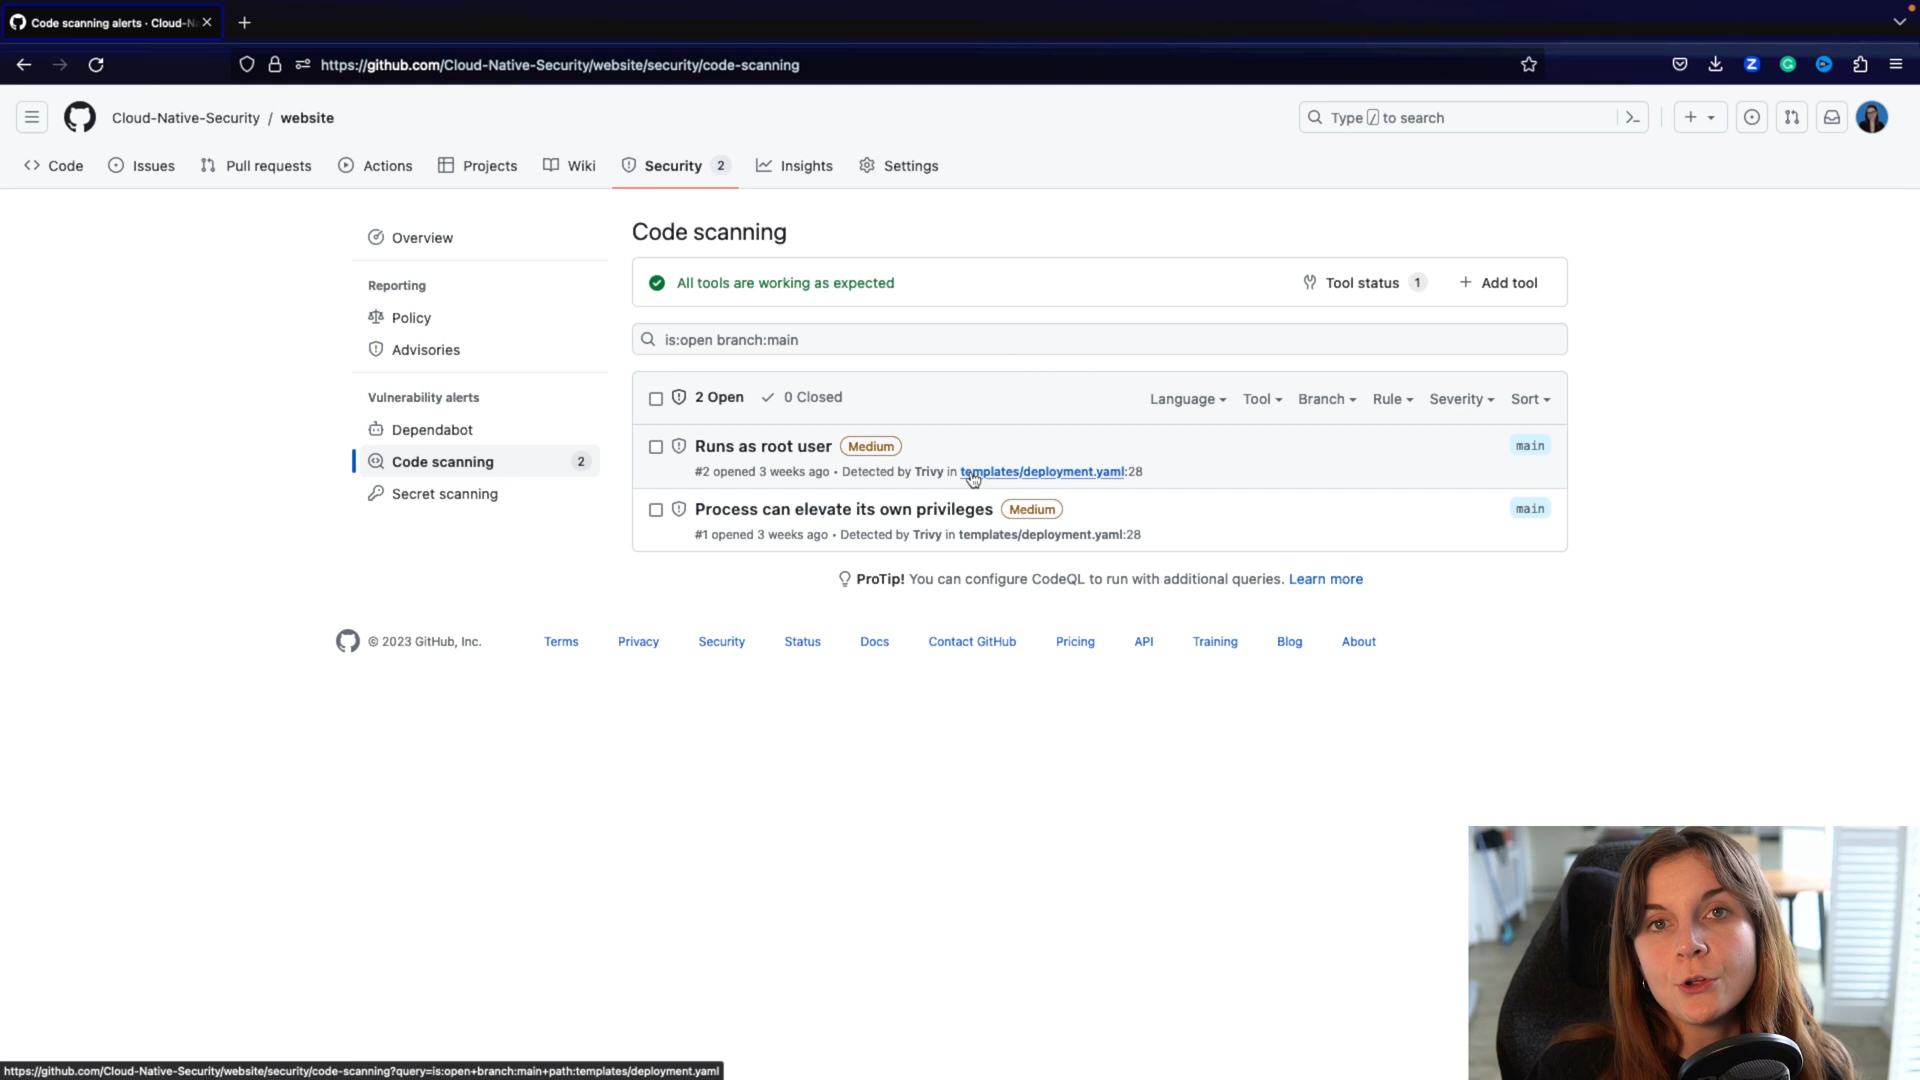 Code scanning alerts · Cloud-N
https://github.com/Cloud-Native-Security/website/security/code-scanning
Z
G
Cloud-Native-Security / website
Type / to search
Code
Issues
Pull requests
Actions
Projects
Wiki
Security 2
Insights
Settings
Overview
Reporting
Policy
Advisories
Vulnerability alerts
Dependabot
Code scanning 2
Secret scanning
Code scanning
All tools are working as expected
Tool status 1
Add tool
is:open branch:main
2 Open
0 Closed
Language
Tool
Branch
Rule
Severity
Sort
Runs as root user Medium
main
#2 opened 3 weeks ago • Detected by Trivy in templates/deployment.yaml:28
Process can elevate its own privileges Medium
main
#1 opened 3 weeks ago • Detected by Trivy in templates/deployment.yaml:28
ProTip! You can configure CodeQL to run with additional queries. Learn more
© 2023 GitHub, Inc.
Terms
Privacy
Security
Status
Docs
Contact GitHub
Pricing
API
Training
Blog
About
https://github.com/Cloud-Native-Security/website/security/code-scanning?query=is:open+branch:main+path:templates/deployment.yaml